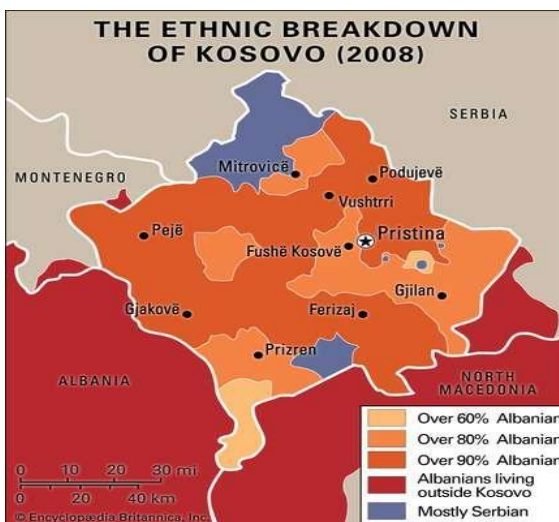 THE ETHNIC BREAKDOWN
OF KOSOVO (2008)
SERBIA
MONTENEGRO
Mitrovicë
Podujevë
Vushtrri
Pejë
Pristina
Fushë Kosovë
Gjilan
Gjakovë
Ferizaj
Prizren
ALBANIA
NORTH
MACEDONIA
Over 60% Albanian
Over 80% Albanian
Over 90% Albanian
Albanians living
outside Kosovo
Mostly Serbian
0 10 20 30 mi
0 20 40 km
© Encyclopædia Britannica, Inc.